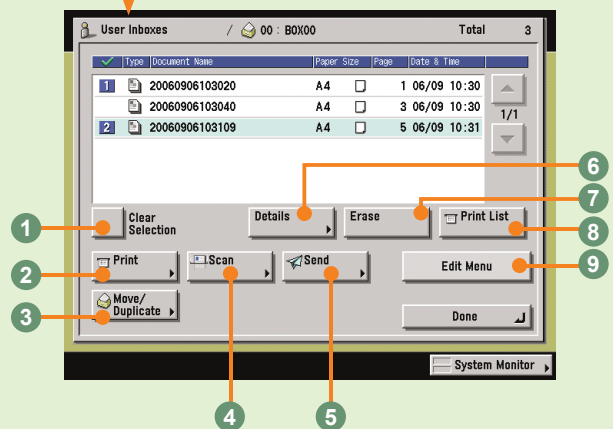 User Inboxes / 00 : BOX00 Total 3
Type Document Name Paper Size Page Date & Time
1 20060906103020 A4 1 06/09 10:30
20060906103040 A4 3 06/09 10:30
2 20060906103109 A4 5 06/09 10:31
1/1
6
7
1 Clear Selection Details Erase Print List 8
2 Print Scan Send Edit Menu 9
3 Move/ Duplicate Done
System Monitor
4 5